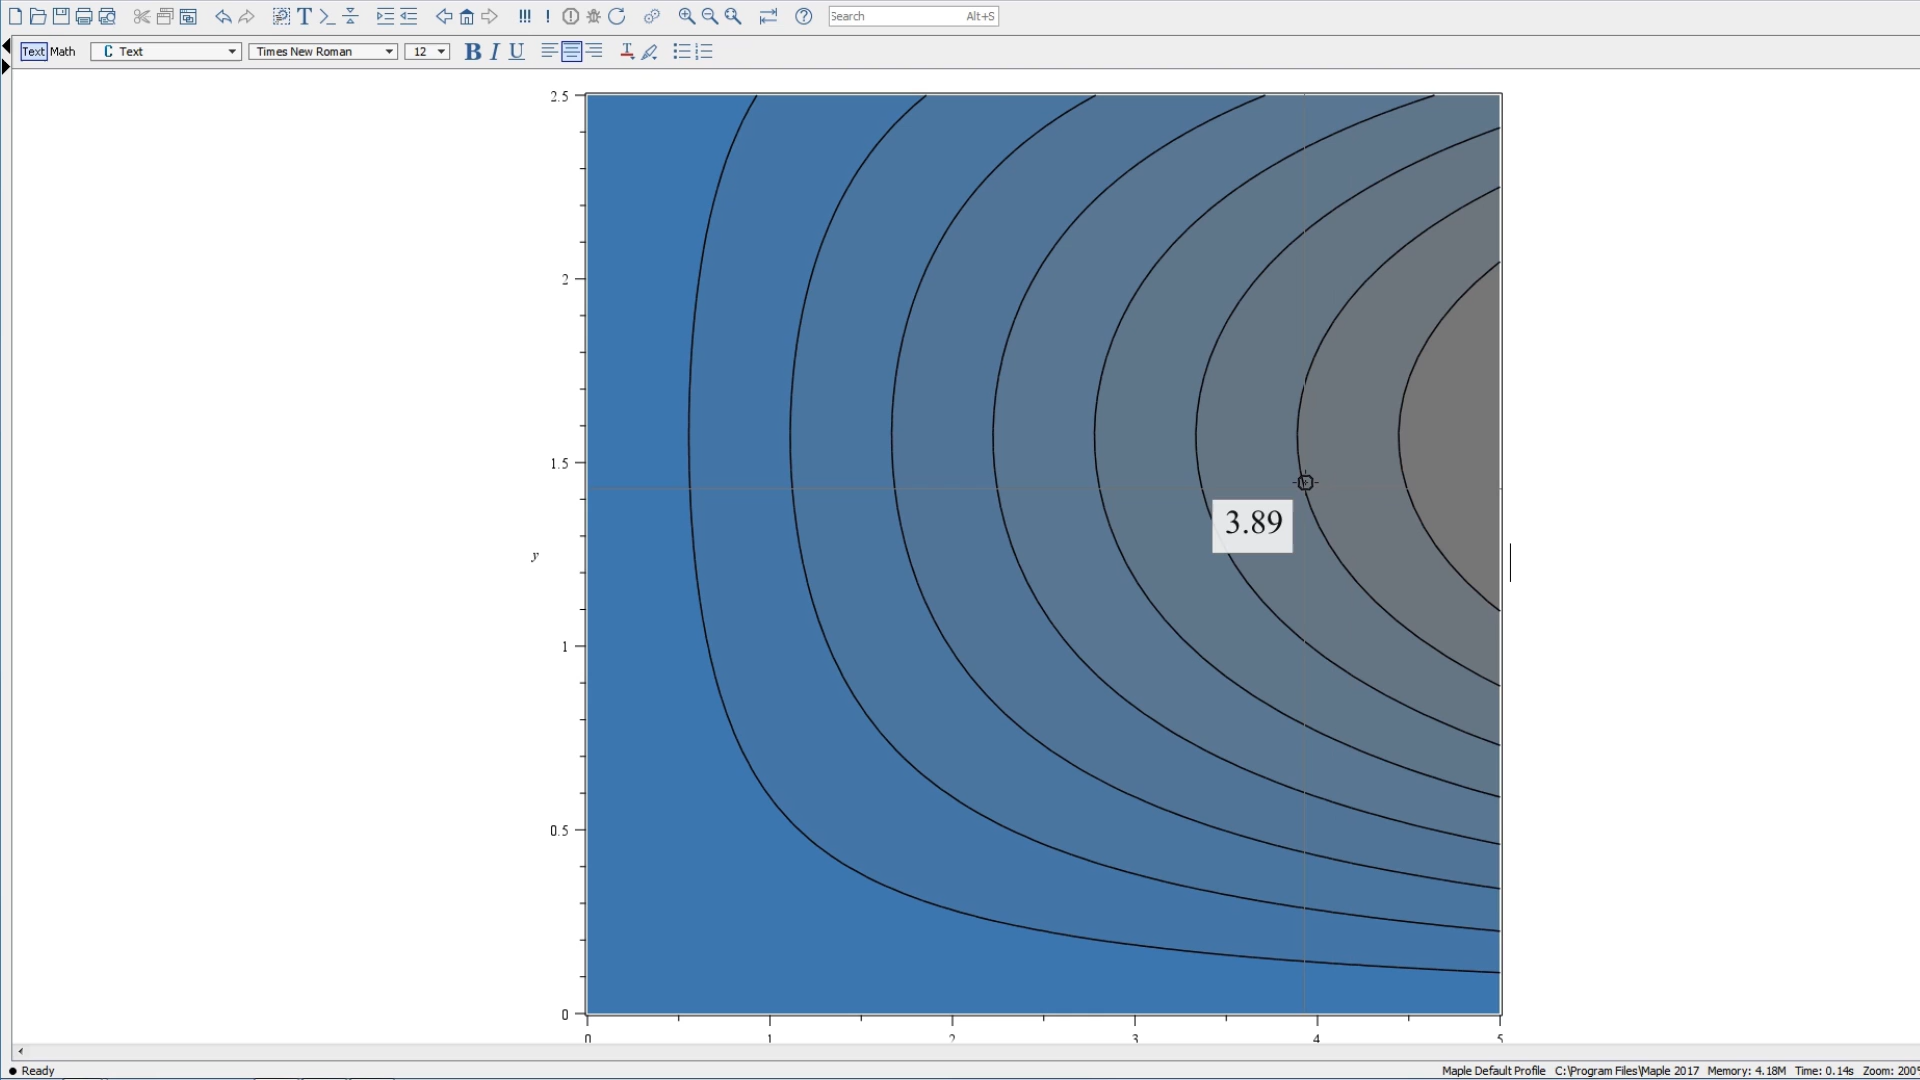 Search Alt+S
Text Math C Text Times New Roman 12 B I U
2.5
2
1.5
3.89
y
1
0.5
0
0 1 2 3 4 5
Ready Maple Default Profile C:\Program Files\Maple 2017 Memory: 4.18M Time: 0.14s Zoom: 200%